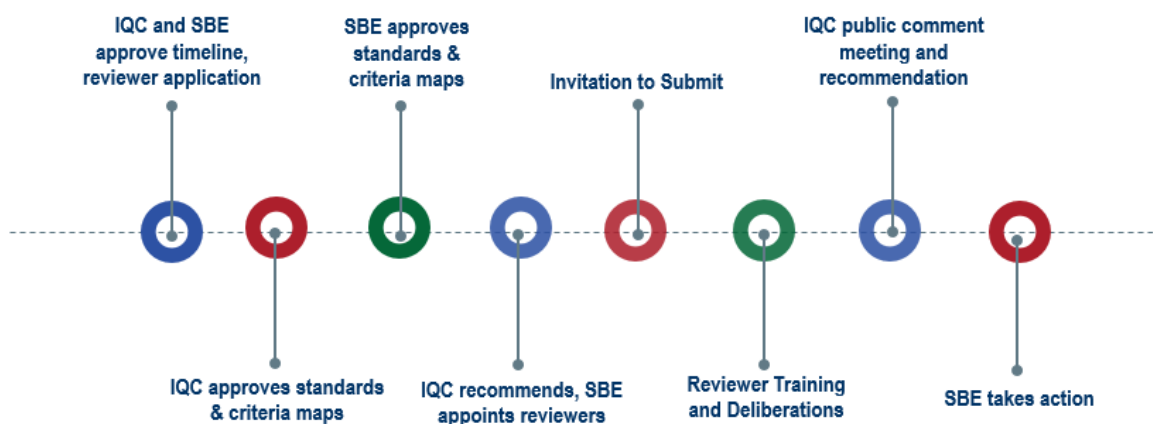 IQC and SBE
approve timeline,
reviewer application
IQC approves standards
& criteria maps
SBE approves
standards &
criteria maps
IQC recommends, SBE
appoints reviewers
Invitation to Submit
Reviewer Training
and Deliberations
IQC public comment
meeting and
recommendation
SBE takes action